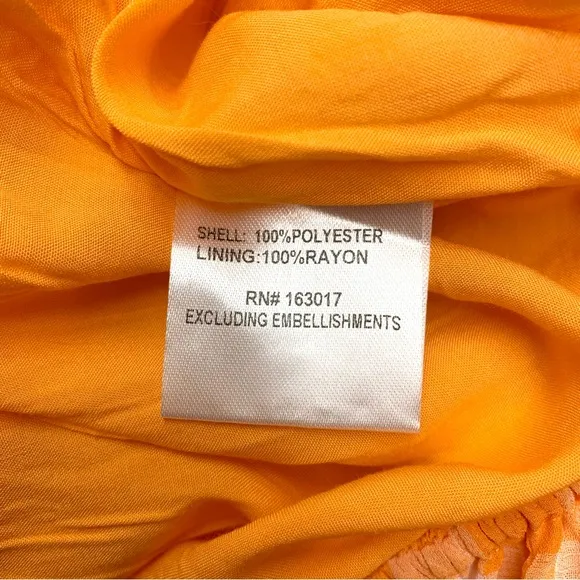 SHELL: 100%POLYESTER
LINING:100%RAYON
RN# 163017
EXCLUDING EMBELLISHMENTS